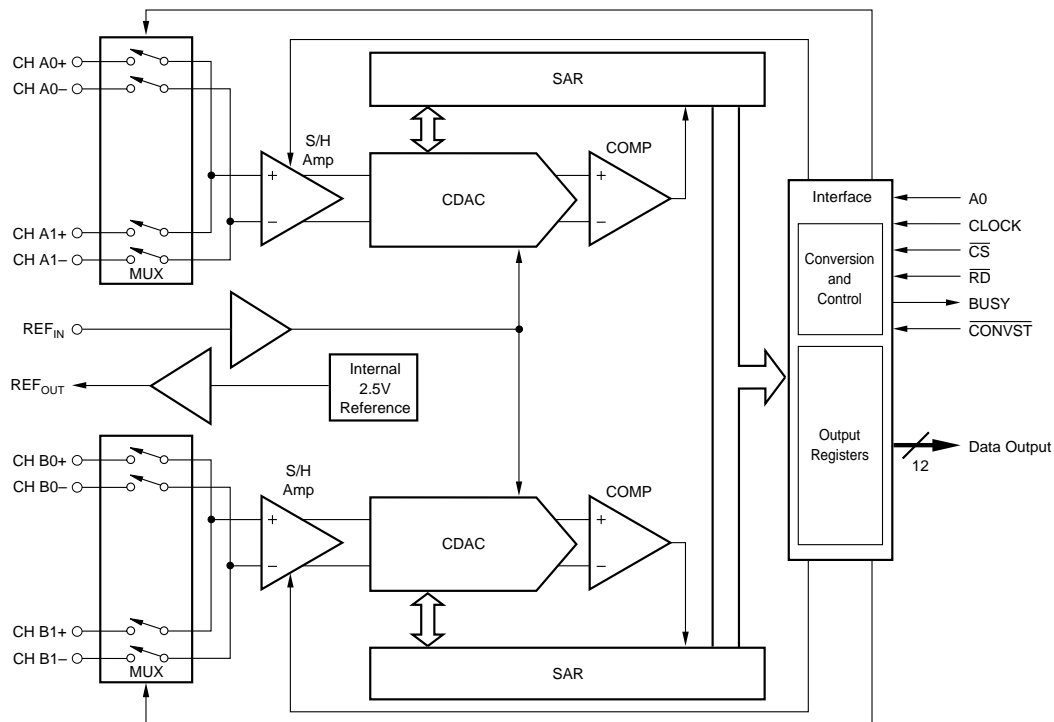 CH A0+
CH A0–
CH A1+
CH A1–
MUX
S/H
Amp
SAR
CDAC
COMP
+
–
+
–
REFIN
REFOUT
Internal
2.5V
Reference
Interface
Conversion
and
Control
Output
Registers
A0
CLOCK
CS
RD
BUSY
CONVST
12
Data Output
CH B0+
CH B0–
CH B1+
CH B1–
MUX
S/H
Amp
CDAC
COMP
+
–
+
–
SAR